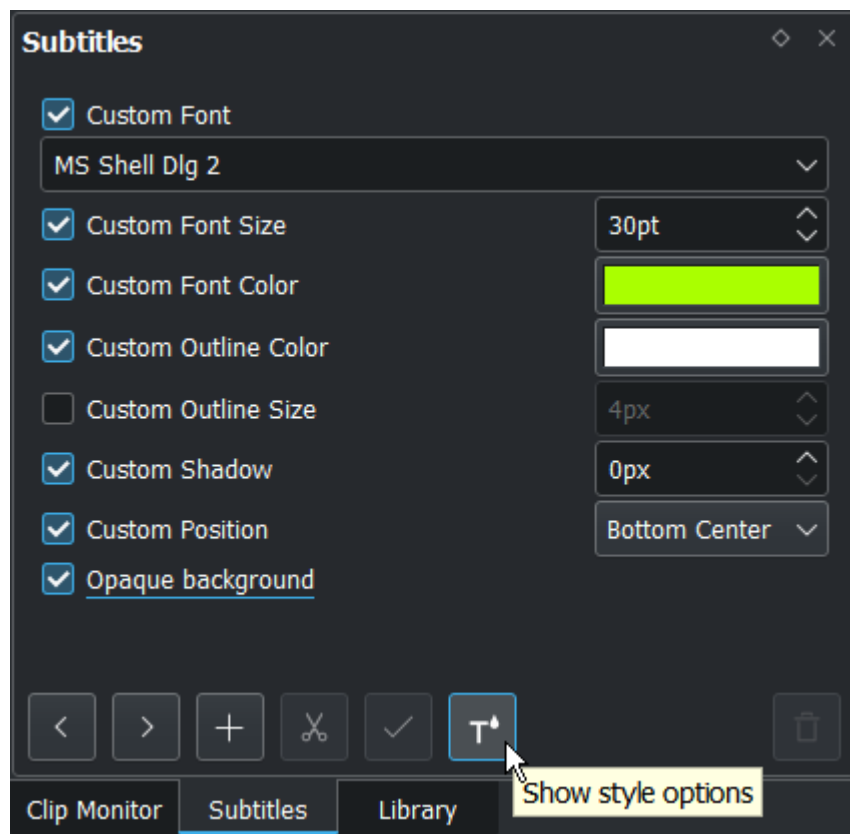 Subtitles
Custom Font
MS Shell Dlg 2
Custom Font Size 30pt
Custom Font Color
Custom Outline Color
Custom Outline Size 4px
Custom Shadow 0px
Custom Position Bottom Center
Opaque background
T
Show style options
Clip Monitor Subtitles Library